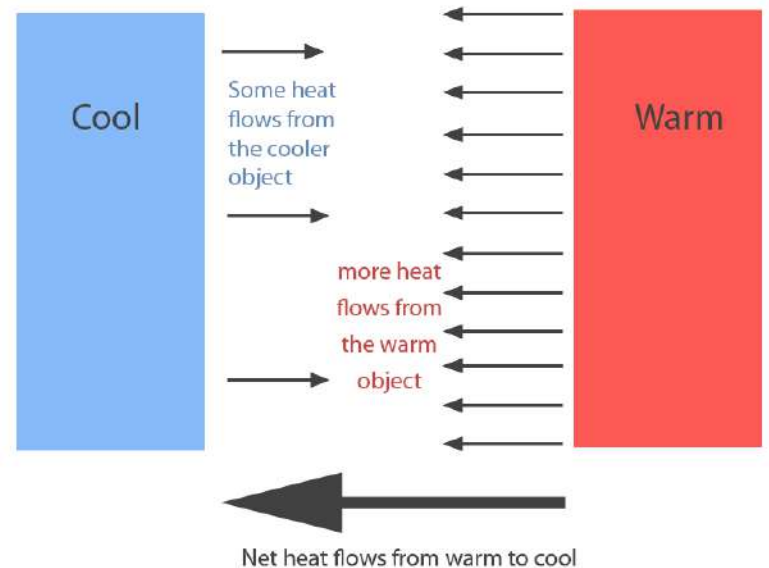 Cool
Some heat
flows from
the cooler
object
Warm
more heat
flows from
the warm
object
Net heat flows from warm to cool